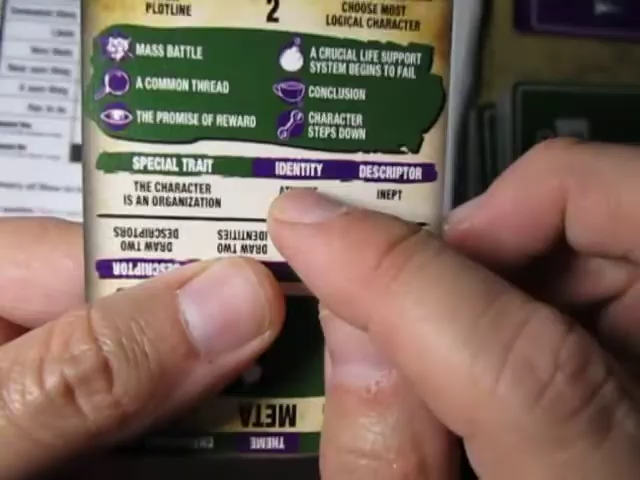 PLOTLINE
2
CHOOSE MOST
LOGICAL CHARACTER
MASS BATTLE
A CRUCIAL LIFE SUPPORT
SYSTEM BEGINS TO FAIL
A COMMON THREAD
CONCLUSION
THE PROMISE OF REWARD
CHARACTER
STEPS DOWN
SPECIAL TRAIT IDENTITY DESCRIPTOR
THE CHARACTER
IS AN ORGANIZATION
INEPT
DRAW TWO
IDENTITIES
DRAW TWO
DESCRIPTORS
DESCRIPTOR
META
THEME